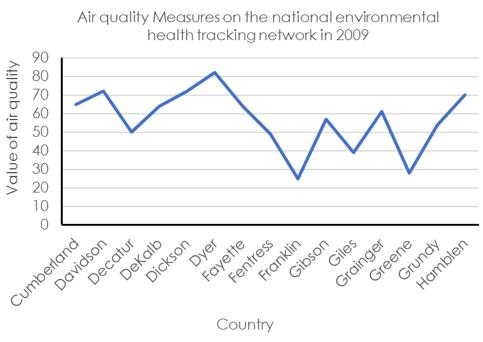 Air quality Measures on the national environmental
health tracking network in 2009
Value of air quality
90
80
70
60
50
40
30
20
10
0
Cumberland
Davidson
Decatur
DeKalb
Dickson
Dyer
Fayette
Fentress
Franklin
Gibson
Giles
Grainger
Greene
Grundy
Hamblen
Country